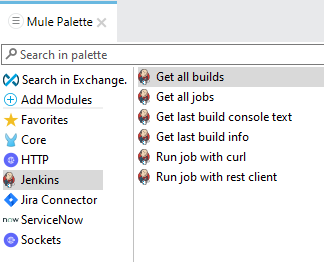 Mule Palette
Search in palette
Search in Exchange.
Add Modules
Favorites
Core
HTTP
Jenkins
Jira Connector
now ServiceNow
Sockets
Get all builds
Get all jobs
Get last build console text
Get last build info
Run job with curl
Run job with rest client